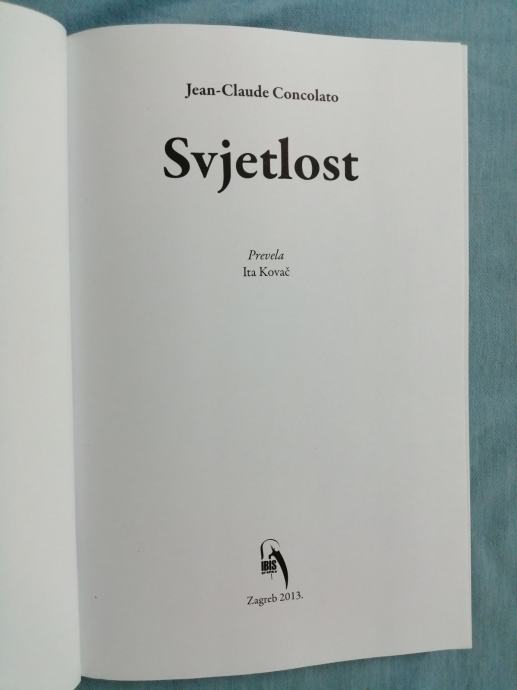 Jean-Claude Concolato
Svjetlost
Prevela
Ita Kovač
IBIS
Zagreb 2013.